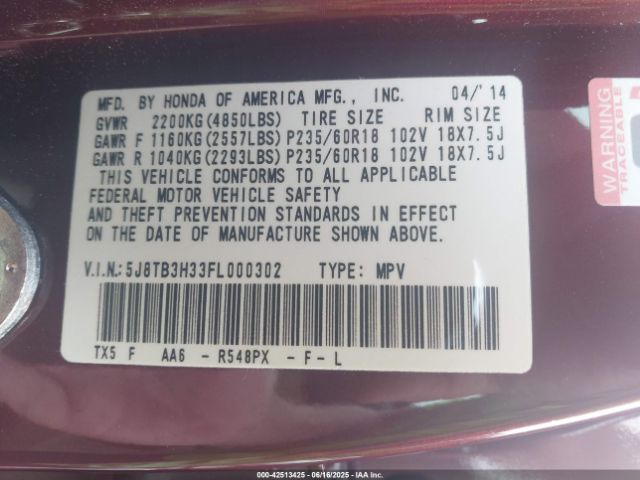 MFD. BY HONDA OF AMERICA MFG., INC. 04/'14
GVWR 2200KG(4850LBS) TIRE SIZE RIM SIZE
GAWR F 1160KG(2557LBS) P235/60R18 102V 18X7.5J
GAWR R 1040KG(2293LBS) P235/60R18 102V 18X7.5J
THIS VEHICLE CONFORMS TO ALL APPLICABLE
FEDERAL MOTOR VEHICLE SAFETY
AND THEFT PREVENTION STANDARDS IN EFFECT
ON THE DATE OF MANUFACTURE SHOWN ABOVE.
V.I.N.:5J8TB3H33FL000302 TYPE: MPV
TX5 F AA6 - R548PX - F - L
WARNING
TRACEABLE
000-42513425 - 06/16/2025 - IAAI, Inc.